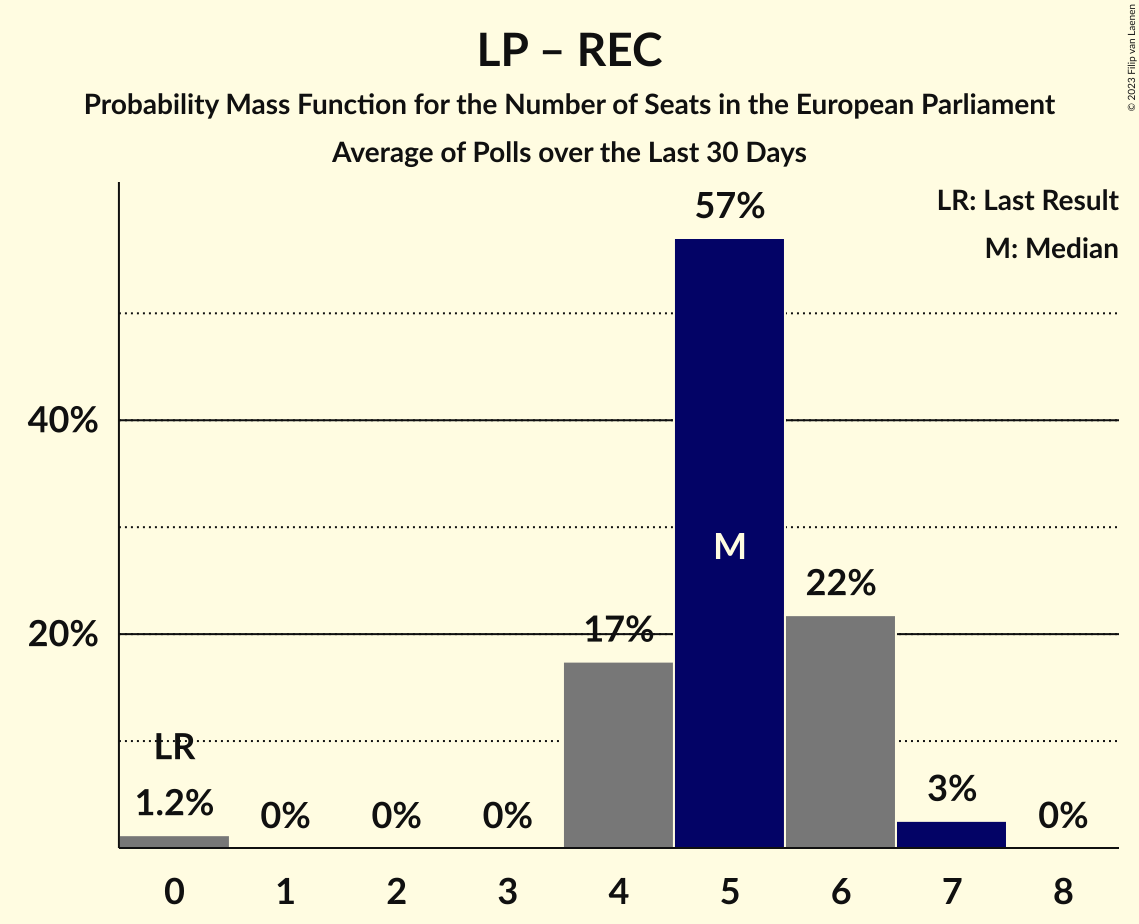 LP – REC
Probability Mass Function for the Number of Seats in the European Parliament
Average of Polls over the Last 30 Days
© 2023 Filip van Laenen
LR: Last Result
M: Median
57%
40%
M
22%
17%
20%
LR
1.2%
0%
0%
0%
3%
0%
0 1 2 3 4 5 6 7 8